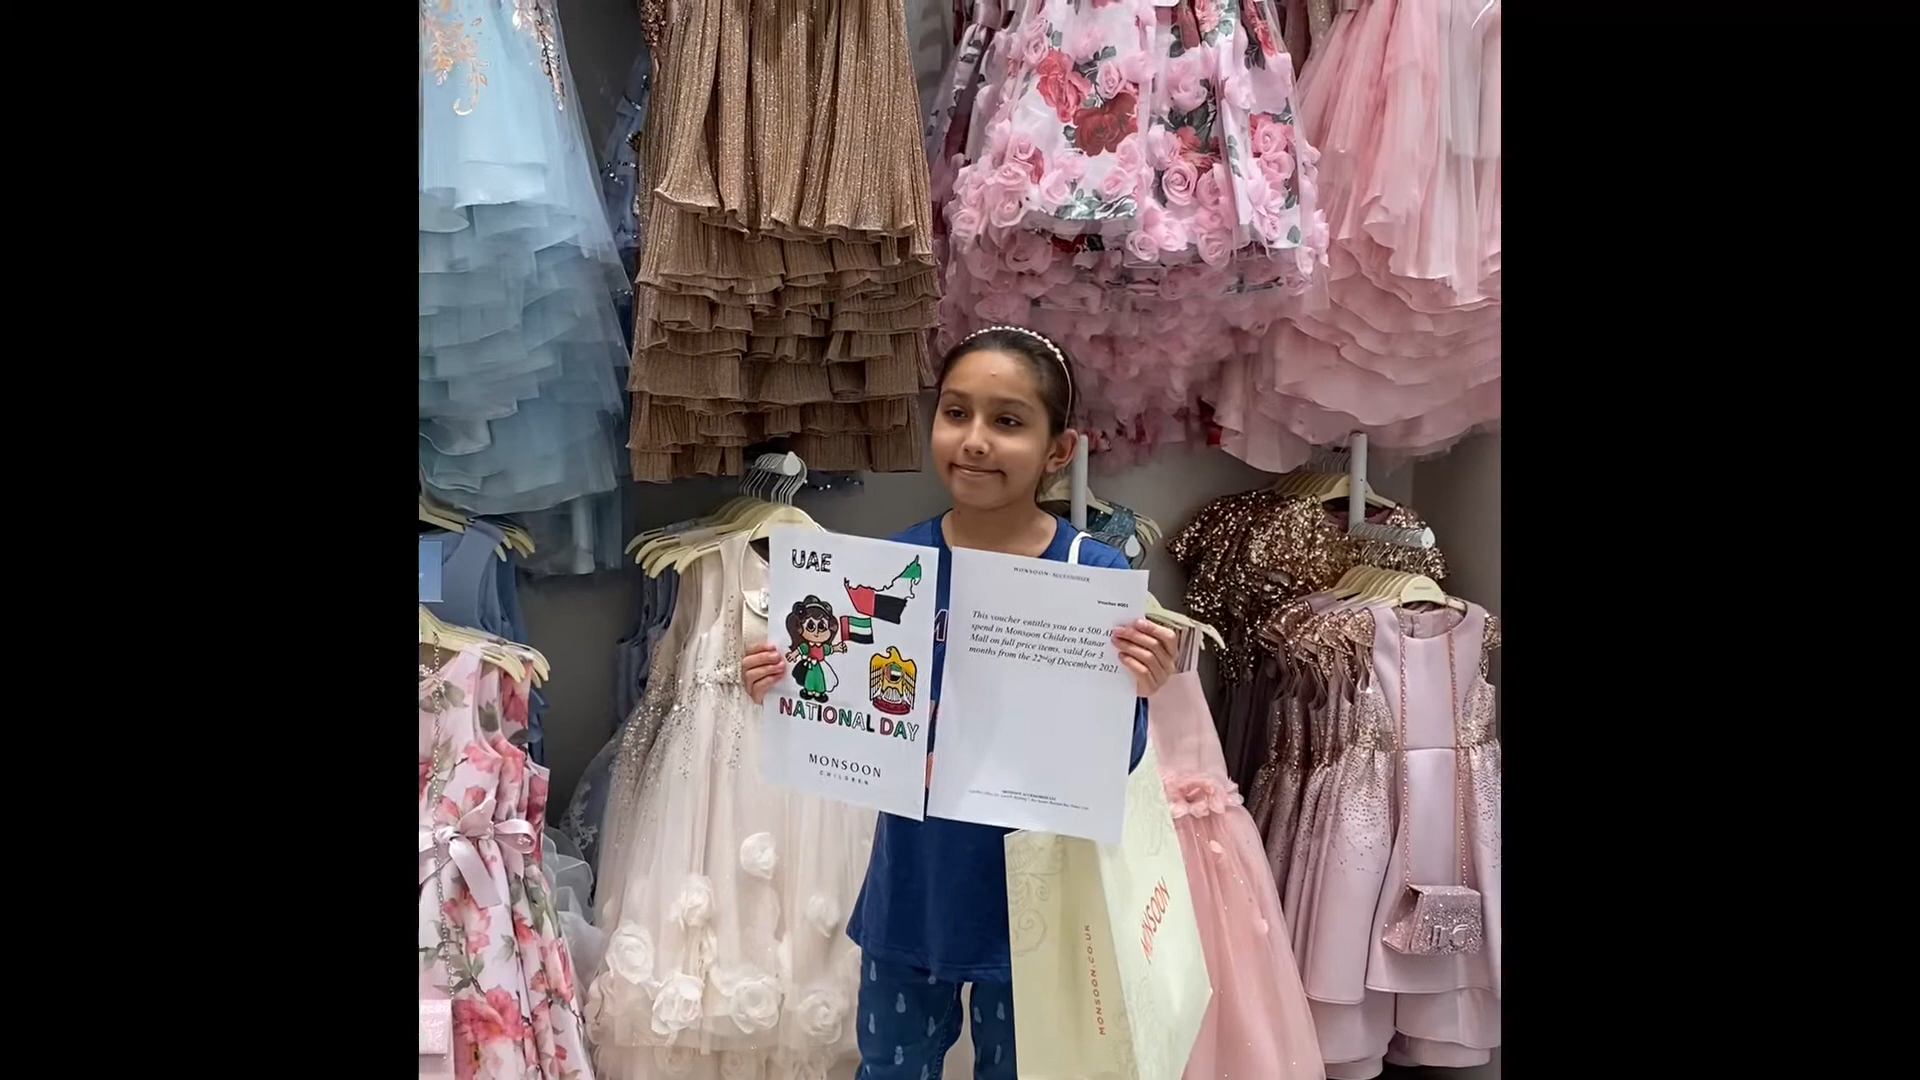 UAE
NATIONAL DAY
MONSOON
CHILDREN
MONSOON ACCESSORIZE
Voucher #001
This voucher entitles you to a 500 AE
spend in Monsoon Children Manar
Mall on full price items, valid for 3
months from the 22nd of December 2021
MONSOON
MONSOON.CO.UK